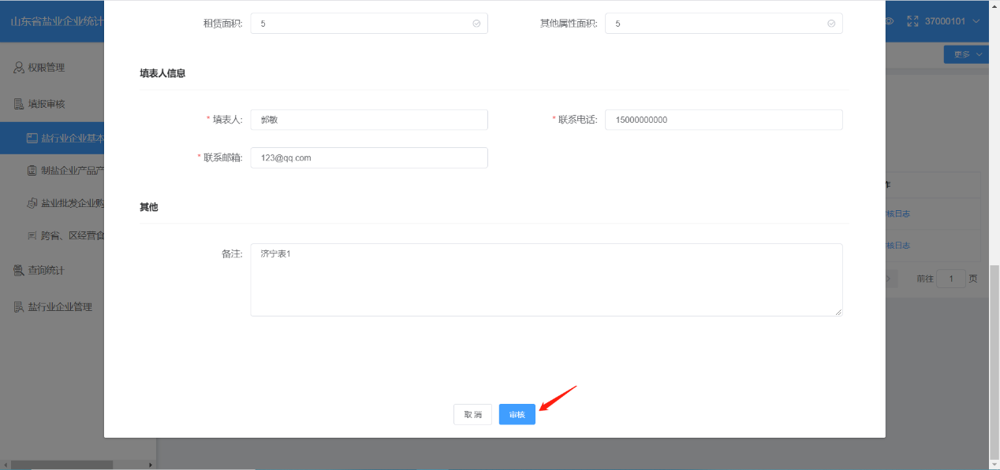 山东省盐业企业统计
37000101
更多
权限管理
填报审核
盐行业企业基本
制盐企业产品产
盐业批发企业购
跨省、区经营食
查询统计
盐行业企业管理
租赁面积: 5
其他属性面积: 5
填表人信息
* 填表人: 郭敏
* 联系电话: 15000000000
* 联系邮箱: 123@qq.com
其他
备注: 济宁表1
取消
审核
作
核日志
核日志
前往 1 页